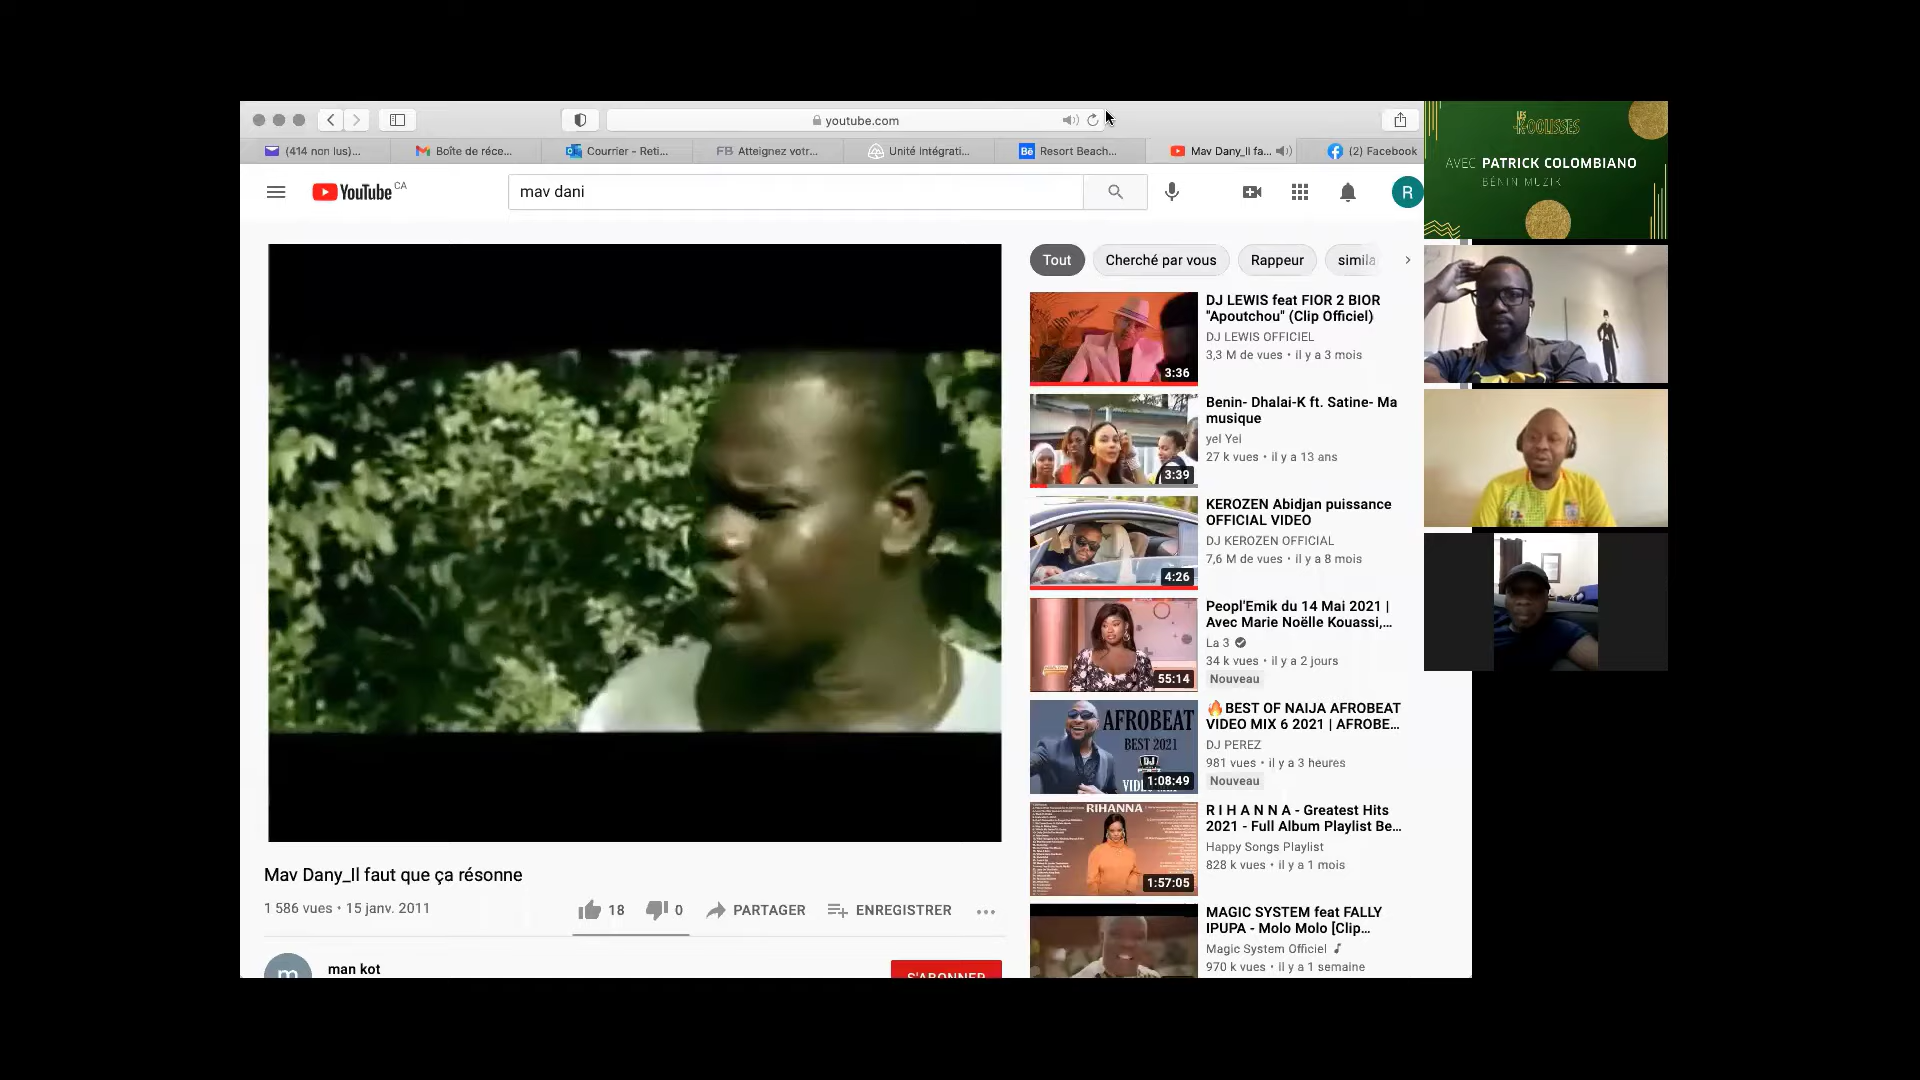 youtube.com
(414 non lus)...
Boîte de réce...
Courrier - Reti...
FB Atteignez votr...
Unité intégrati...
Bē Resort Beach...
Mav Dany_Il fa...
(2) Facebook
YouTube CA
mav dani
R
Tout
Cherché par vous
Rappeur
simila
DJ LEWIS feat FIOR 2 BIOR
"Apoutchou" (Clip Officiel)
DJ LEWIS OFFICIEL
3,3 M de vues • il y a 3 mois
3:36
Benin- Dhalai-K ft. Satine- Ma
musique
yel Yel
27 k vues • il y a 13 ans
3:39
KEROZEN Abidjan puissance
OFFICIAL VIDEO
DJ KEROZEN OFFICIAL
7,6 M de vues • il y a 8 mois
4:26
Peopl'Emik du 14 Mai 2021 |
Avec Marie Noëlle Kouassi,...
La 3
34 k vues • il y a 2 jours
Nouveau
55:14
AFROBEAT
BEST 2021
DJ
1:08:49
🔥BEST OF NAIJA AFROBEAT
VIDEO MIX 6 2021 | AFROBE...
DJ PEREZ
981 vues • il y a 3 heures
Nouveau
RIHANNA
1:57:05
R I H A N N A - Greatest Hits
2021 - Full Album Playlist Be...
Happy Songs Playlist
828 k vues • il y a 1 mois
MAGIC SYSTEM feat FALLY
IPUPA - Molo Molo [Clip...
Magic System Officiel
970 k vues • il y a 1 semaine
Mav Dany_Il faut que ça résonne
1 586 vues • 15 janv. 2011
18
0
PARTAGER
ENREGISTRER
m
man kot
S'ABONNER
LES
KOOLISSES
AVEC PATRICK COLOMBIANO
BÉNIN MUZIK